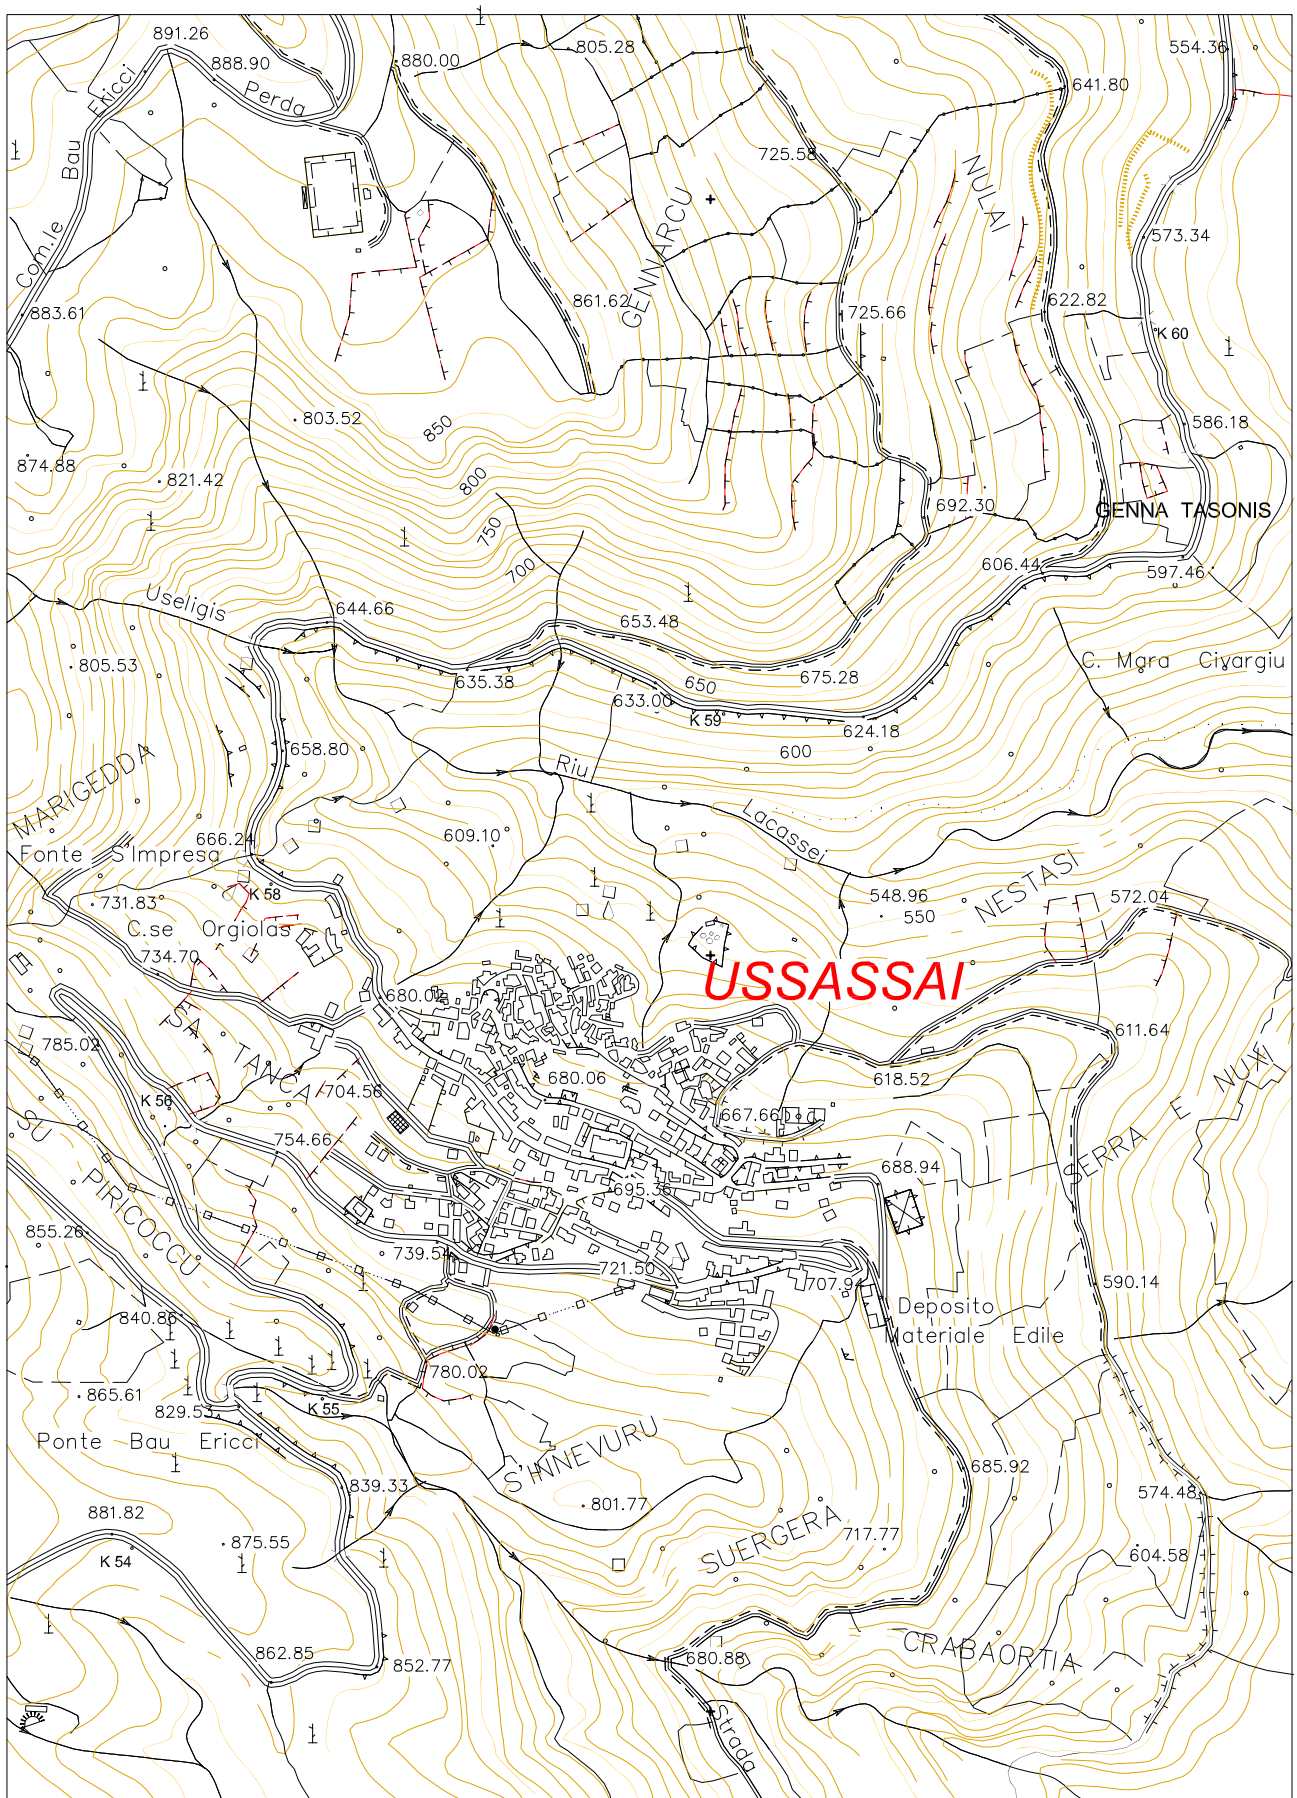 891.26
888.90
Perda
880.00
805.28
554.36
641.80
Com.le Bau Ericci
725.58
NULAI
GENNARCU
573.34
883.61
861.62
725.66
622.82
K 60
803.52
850
586.18
874.88
821.42
800
750
692.30
GENNA TASONIS
700
606.44
597.46
Useligis
644.66
653.48
805.53
635.38
633.00
650
675.28
C. Mara Civargiu
K 59
624.18
658.80
600
Riu Lacassei
MARIGEDDA
666.24
609.10
Fonte S'Impresa
K 58
NESTASI
731.83
548.96
550
572.04
C.se Orgiolas
734.70
USSASSAI
680.02
SA TANCA
785.02
611.64
680.06
618.52
K 56
704.56
667.66
SERRA E NUXI
SU PIRICOCCU
754.66
688.94
695.36
855.26
739.54
721.50
707.94
590.14
Deposito
Materiale Edile
840.86
780.02
865.61
829.53
K 55
Ponte Bau Ericci
S'INNEVURU
839.33
685.92
574.48
801.77
881.82
875.55
SUERGERA
717.77
604.58
K 54
862.85
852.77
680.88
CRABAORTIA
Strada